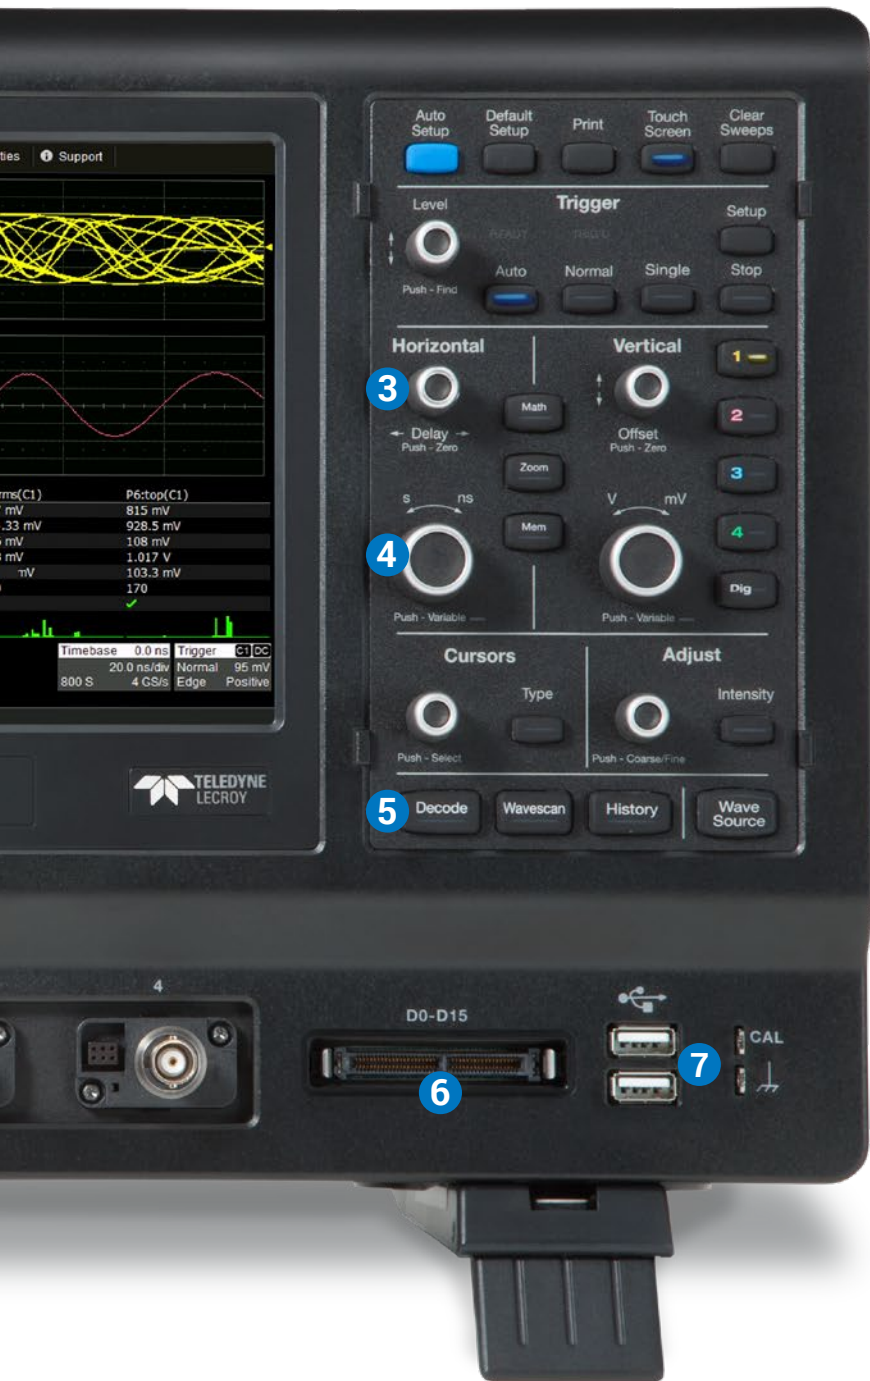 Auto Setup
Default Setup
Print
Touch Screen
Clear Sweeps
ties
Support
Level
Trigger
Setup
READY
TRIG'D
Auto
Normal
Single
Stop
Push - Find
Horizontal
Vertical
1
3
Math
2
Delay
Push - Zero
Offset
Push - Zero
Zoom
3
s
ns
V
mV
rms(C1)
P6:top(C1)
mV
815 mV
.33 mV
928.5 mV
mV
108 mV
mV
1.017 V
mV
103.3 mV
170
4
Mem
4
Dig
Push - Variable
Push - Variable
Timebase 0.0 ns
20.0 ns/div
800 S 4 GS/s
Trigger C1 DC
Normal 95 mV
Edge Positive
Cursors
Adjust
Type
Intensity
Push - Select
Push - Coarse/Fine
TELEDYNE
LECROY
5
Decode
Wavescan
History
Wave Source
4
D0-D15
CAL
6
7